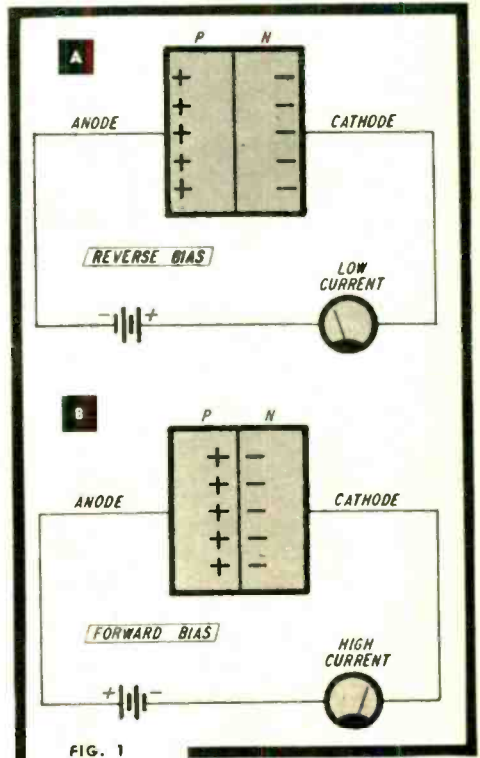 A
P N
+ −
+ −
+ −
+ −
+ −
ANODE CATHODE
REVERSE BIAS
LOW
CURRENT
− +
B
P N
+ −
+ −
+ −
+ −
+ −
ANODE CATHODE
FORWARD BIAS
HIGH
CURRENT
+ −
FIG. 1